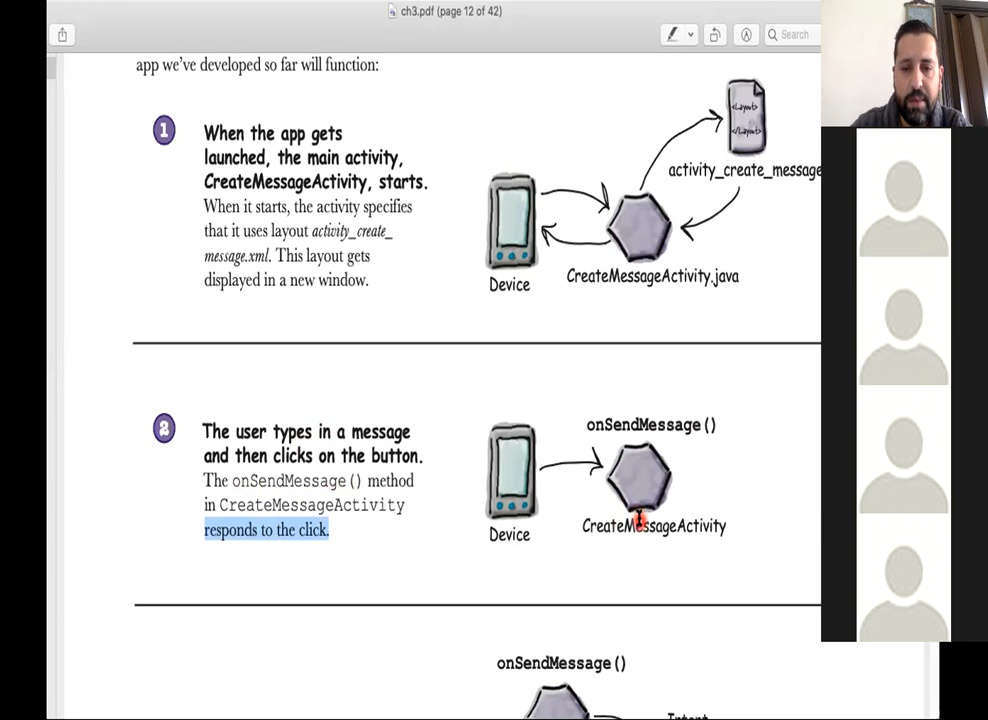 ch3.pdf (page 12 of 42)
Search
app we've developed so far will function:
1
When the app gets
launched, the main activity,
CreateMessageActivity, starts.
When it starts, the activity specifies
that it uses layout activity_create_
message.xml. This layout gets
displayed in a new window.
<Layout>
</Layout>
activity_create_message
Device
CreateMessageActivity.java
2
The user types in a message
and then clicks on the button.
The onSendMessage() method
in CreateMessageActivity
responds to the click.
onSendMessage()
Device
CreateMessageActivity
onSendMessage()
Intent